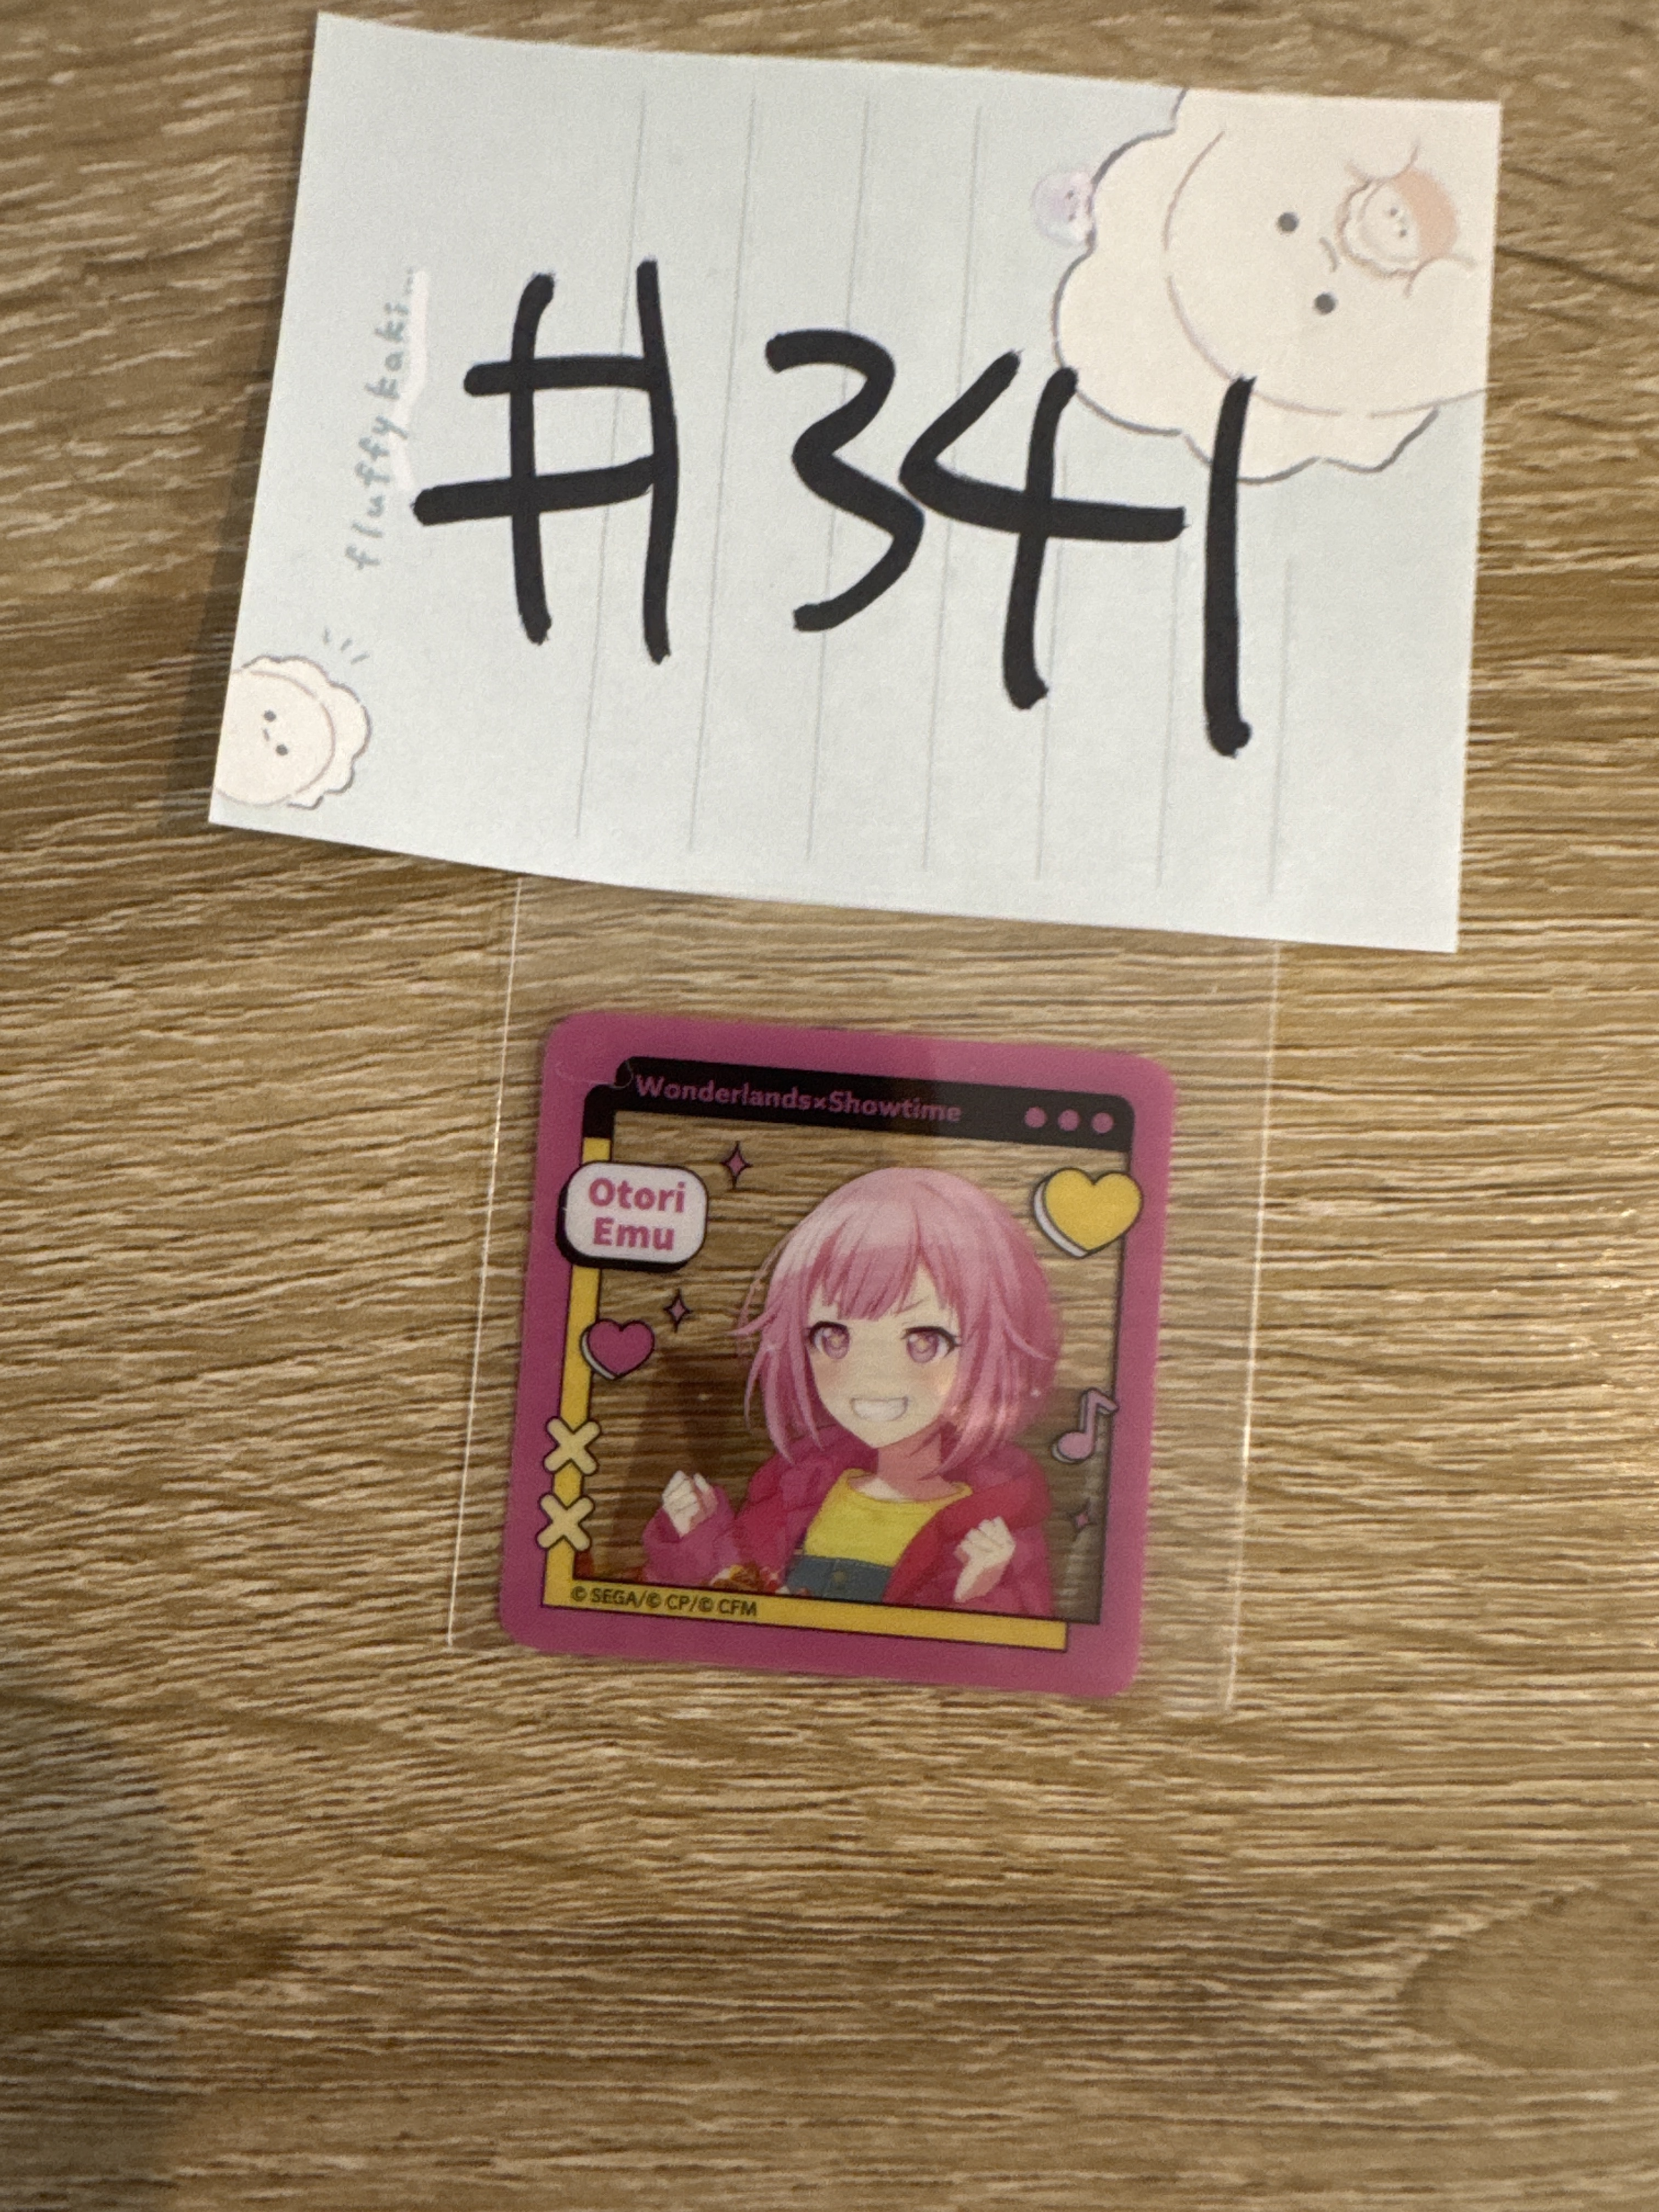 #341
fluffy kaki...
Wonderlands×Showtime
Otori
Emu
© SEGA/© CP/© CFM